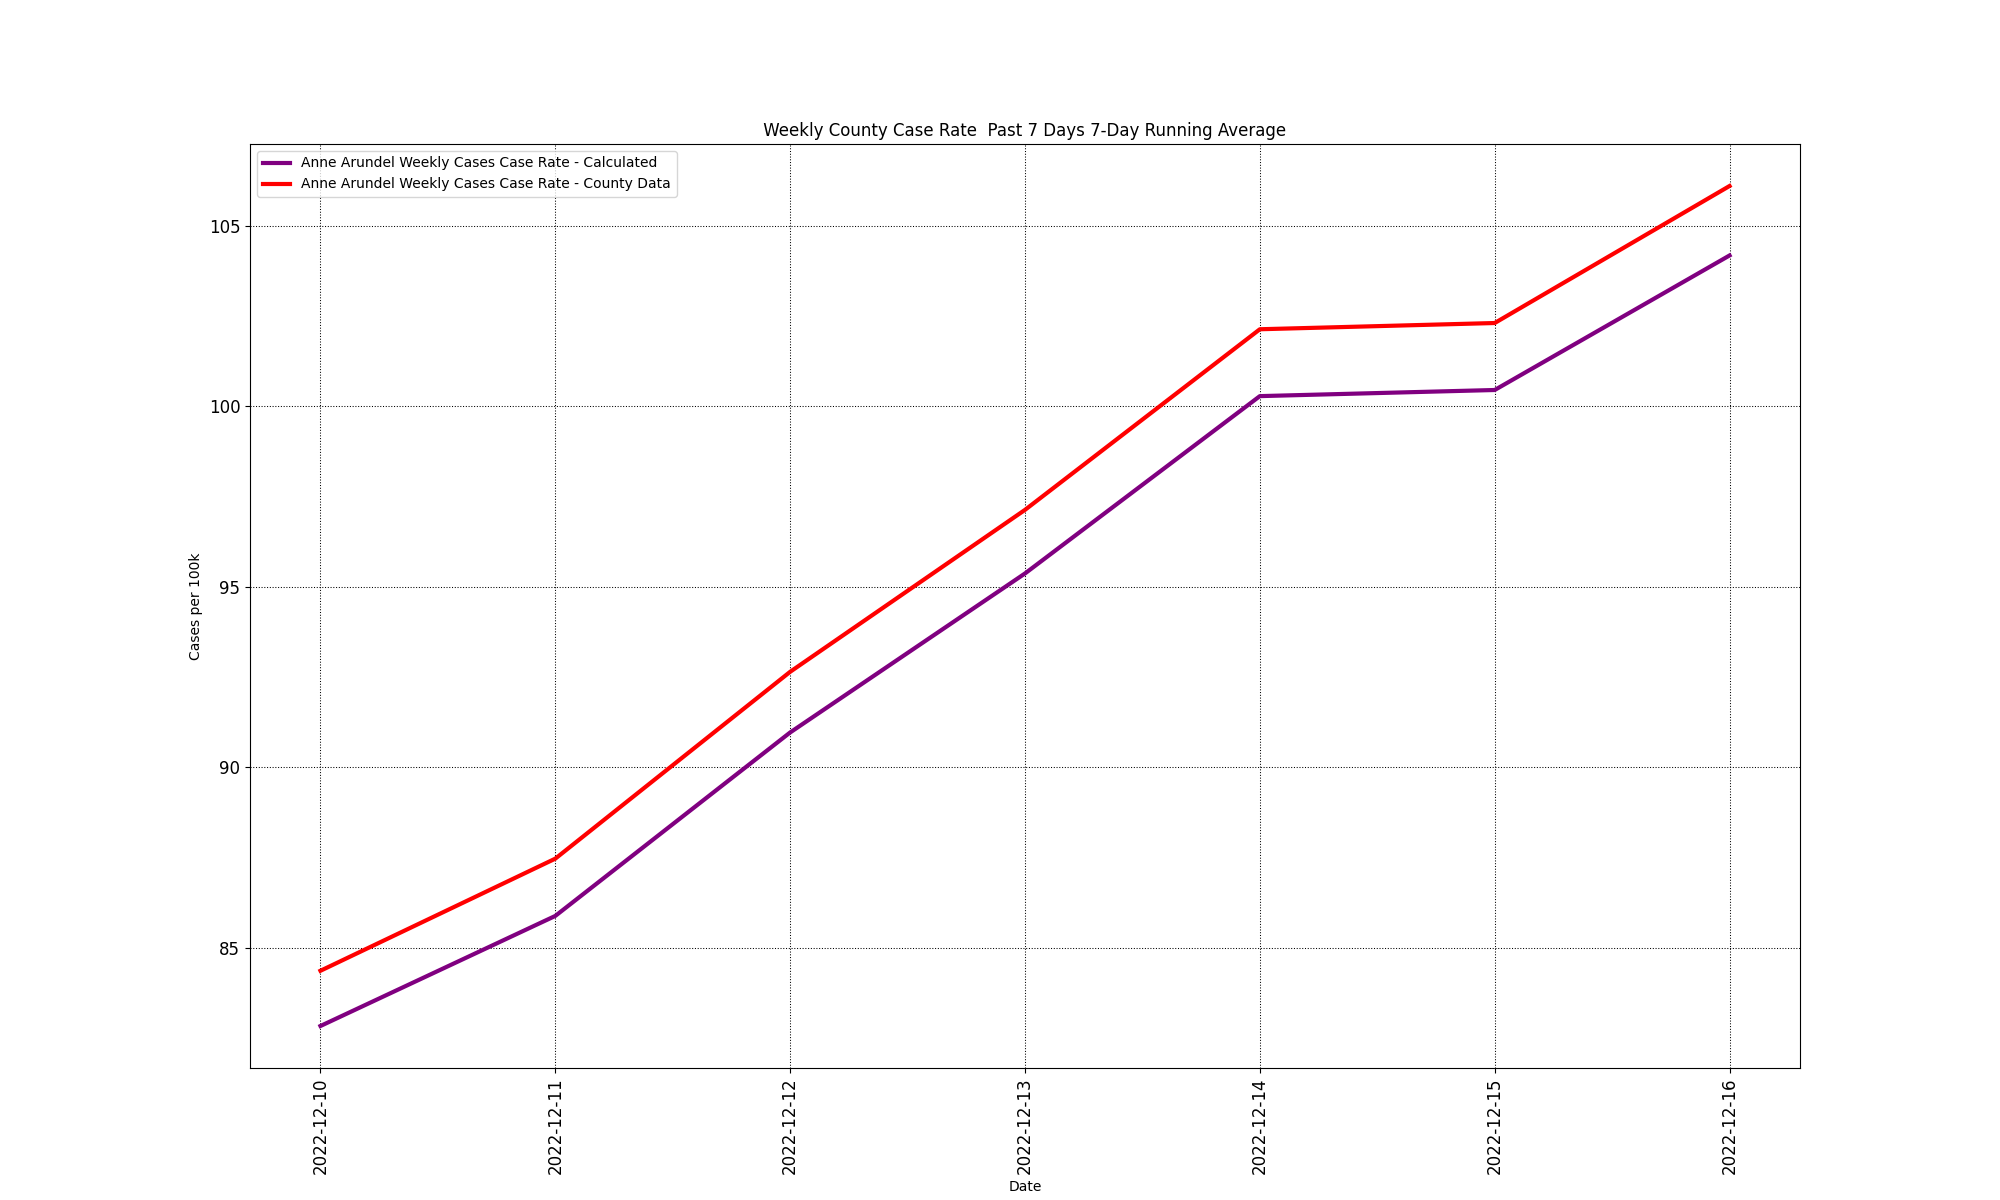 Weekly County Case Rate  Past 7 Days 7-Day Running Average
Anne Arundel Weekly Cases Case Rate - Calculated
Anne Arundel Weekly Cases Case Rate - County Data
105
100
95
90
85
Cases per 100k
2022-12-10
2022-12-11
2022-12-12
2022-12-13
2022-12-14
2022-12-15
2022-12-16
Date